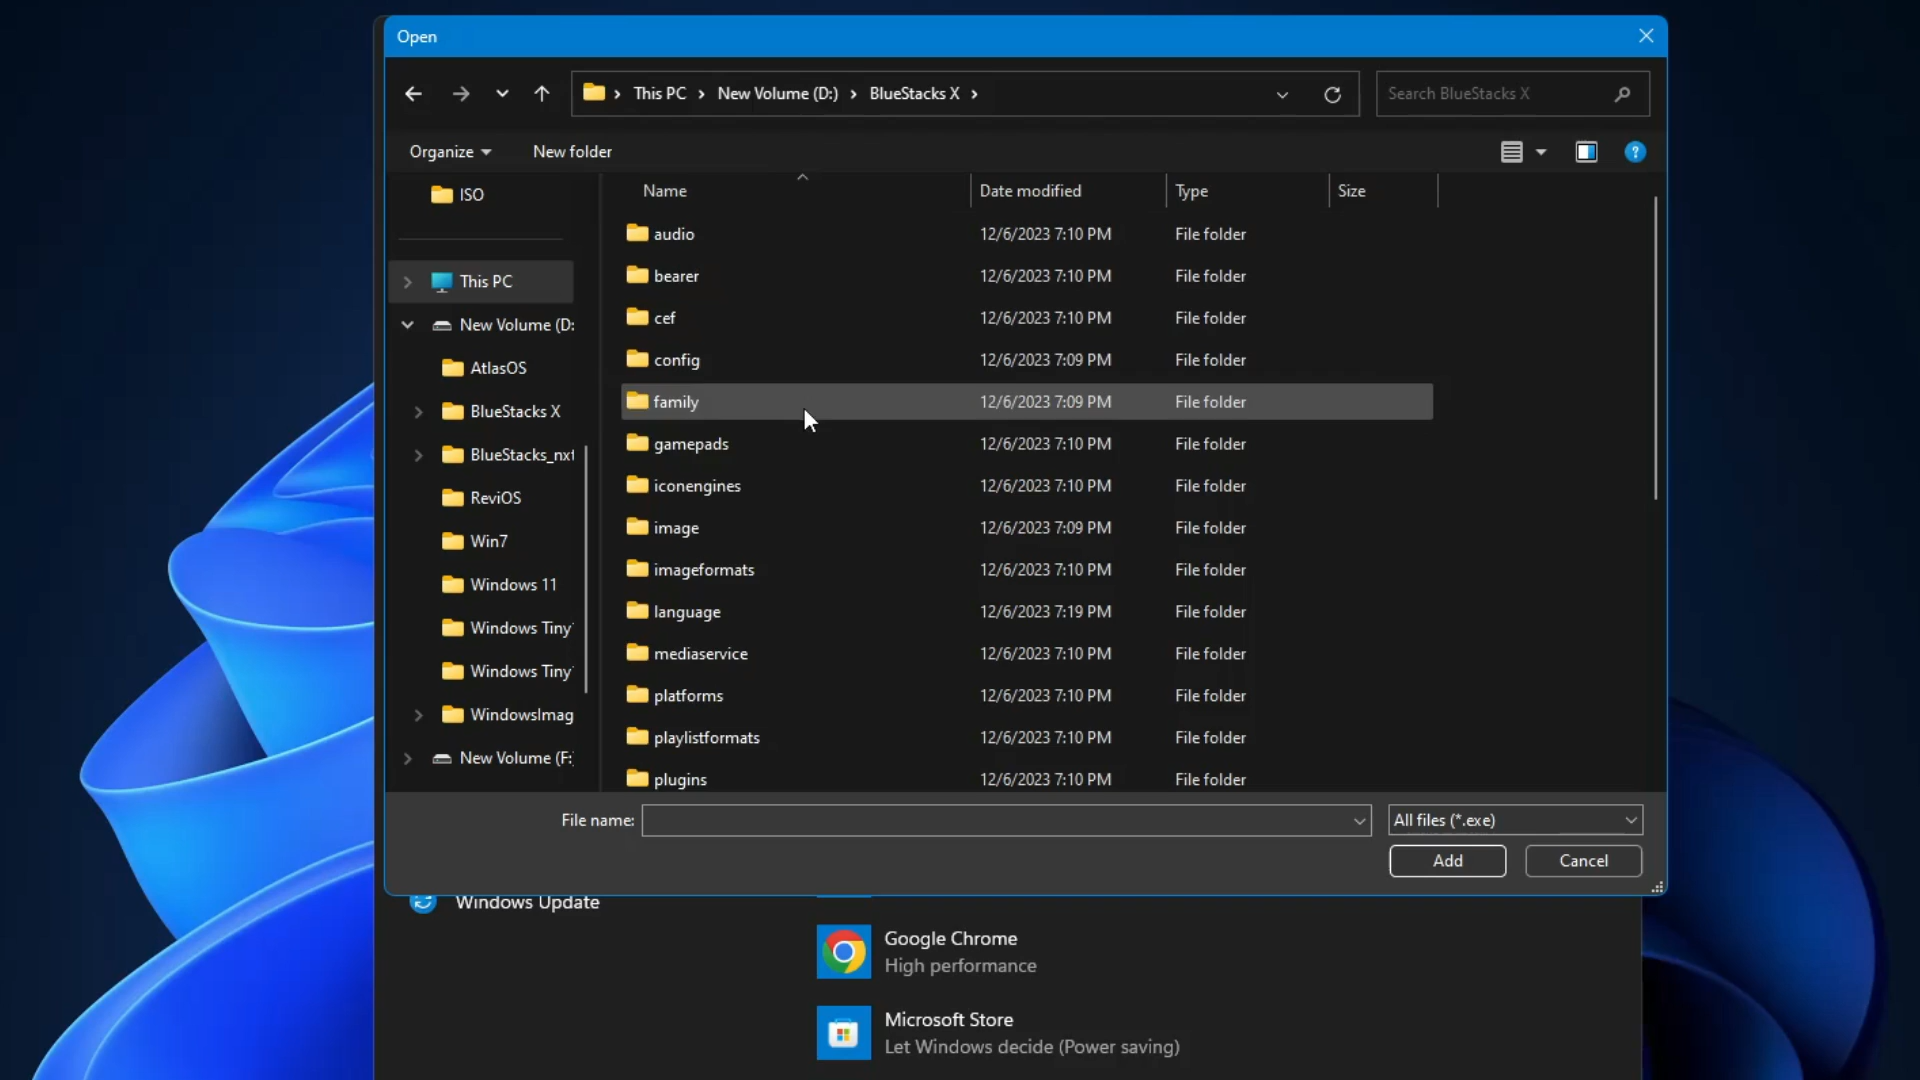 Open
This PC
New Volume (D:)
BlueStacks X
Search BlueStacks X
Organize
New folder
ISO
This PC
New Volume (D:
AtlasOS
BlueStacks X
BlueStacks_nxt
ReviOS
Win7
Windows 11
Windows Tiny
Windows Tiny
WindowsImag
New Volume (F:
Name Date modified Type Size
audio 12/6/2023 7:10 PM File folder
bearer 12/6/2023 7:10 PM File folder
cef 12/6/2023 7:10 PM File folder
config 12/6/2023 7:09 PM File folder
family 12/6/2023 7:09 PM File folder
gamepads 12/6/2023 7:10 PM File folder
iconengines 12/6/2023 7:10 PM File folder
image 12/6/2023 7:09 PM File folder
imageformats 12/6/2023 7:10 PM File folder
language 12/6/2023 7:19 PM File folder
mediaservice 12/6/2023 7:10 PM File folder
platforms 12/6/2023 7:10 PM File folder
playlistformats 12/6/2023 7:10 PM File folder
plugins 12/6/2023 7:10 PM File folder
File name:
All files (*.exe)
Add
Cancel
Windows Update
Google Chrome
High performance
Microsoft Store
Let Windows decide (Power saving)